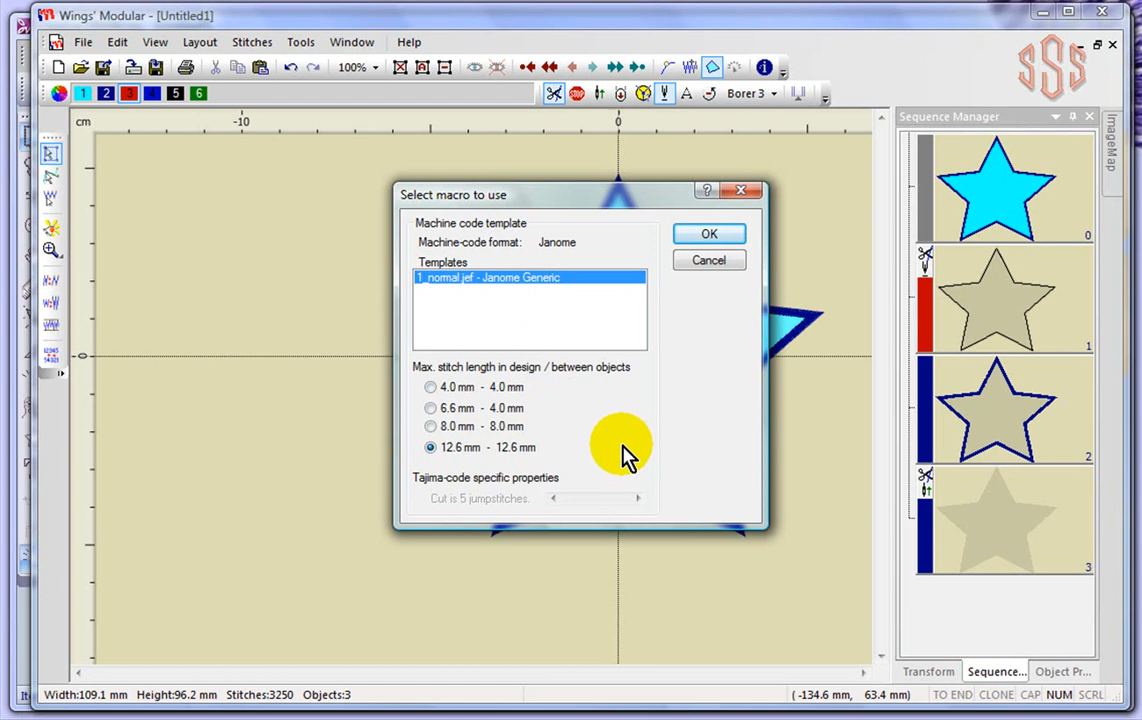 Wings' Modular - [Untitled1]
File Edit View Layout Stitches Tools Window Help
100%
1 2 3 4 5 6
Borer 3
cm -10 0
0
Select macro to use
Machine code template
Machine-code format: Janome
Templates
1_normal.jef - Janome Generic
Max. stitch length in design / between objects
4.0 mm - 4.0 mm
6.6 mm - 4.0 mm
8.0 mm - 8.0 mm
12.6 mm - 12.6 mm
Tajima-code specific properties
Cut is 5 jumpstitches.
OK
Cancel
SSS
Sequence Manager
ImageMap
0
1
2
3
Transform Sequence... Object Pr...
Width:109.1 mm Height:96.2 mm Stitches:3250 Objects:3 ( -134.6 mm, 63.4 mm) TO END CLONE CAP NUM SCRL